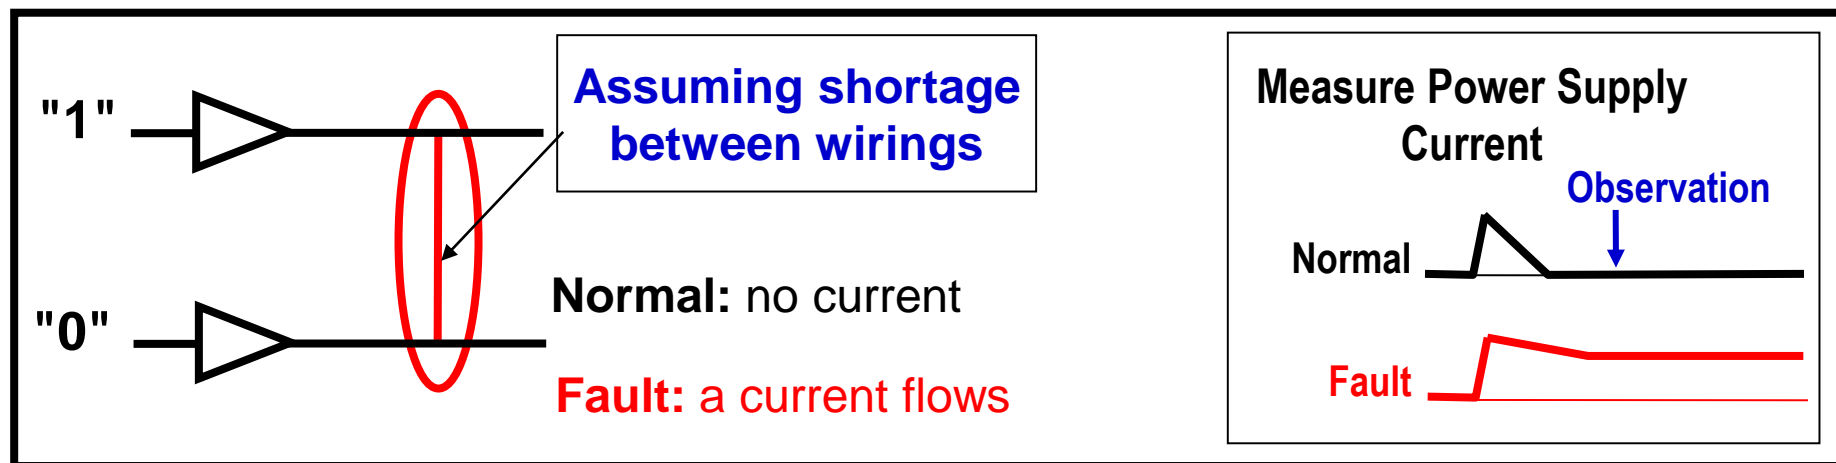 "1"
"0"
Assuming shortage
between wirings
Normal: no current
Fault: a current flows
Measure Power Supply
Current
Observation
Normal
Fault